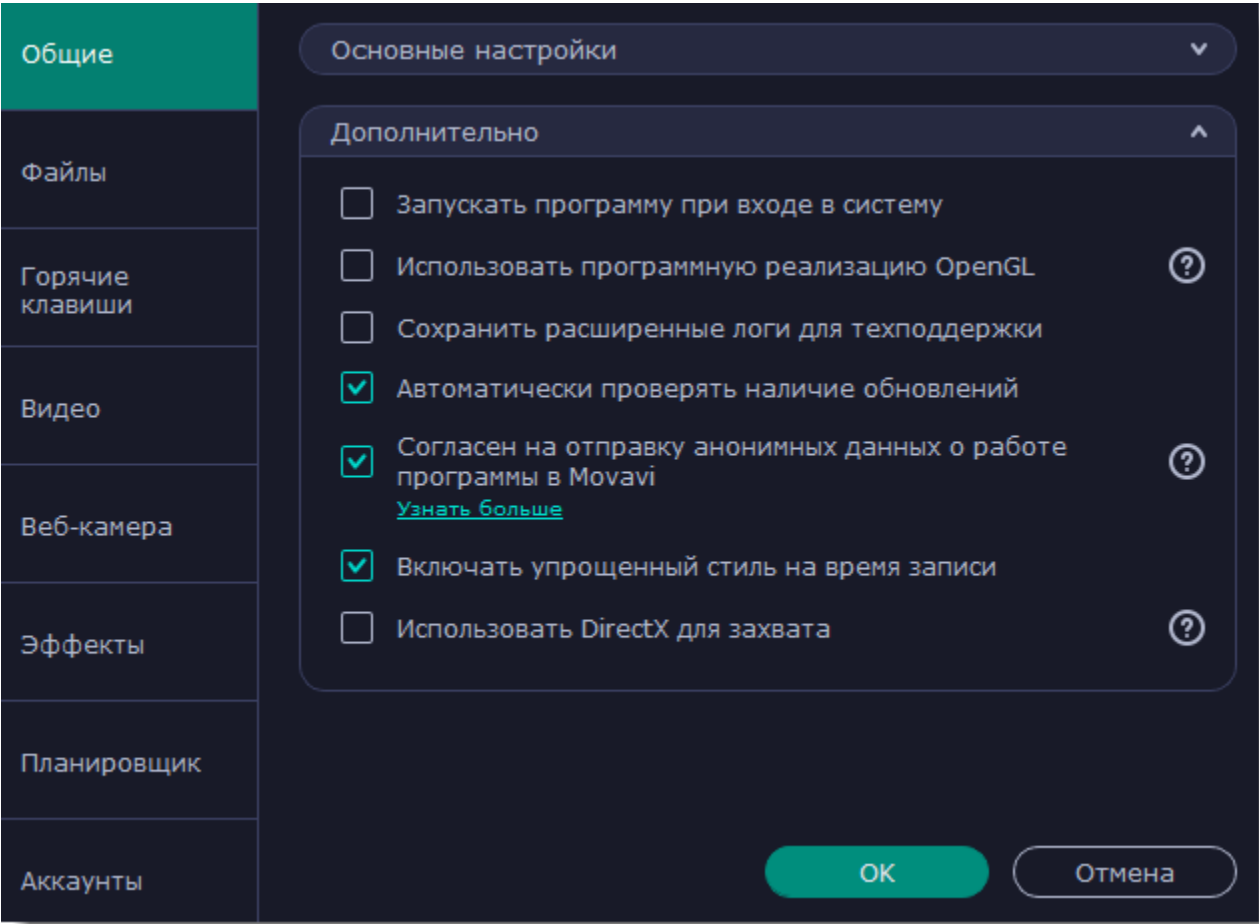 Общие
Файлы
Горячие
клавиши
Видео
Веб-камера
Эффекты
Планировщик
Аккаунты
Основные настройки
Дополнительно
Запускать программу при входе в систему
Использовать программную реализацию OpenGL
Сохранить расширенные логи для техподдержки
Автоматически проверять наличие обновлений
Согласен на отправку анонимных данных о работе
программы в Movavi
Узнать больше
Включать упрощенный стиль на время записи
Использовать DirectX для захвата
OK
Отмена